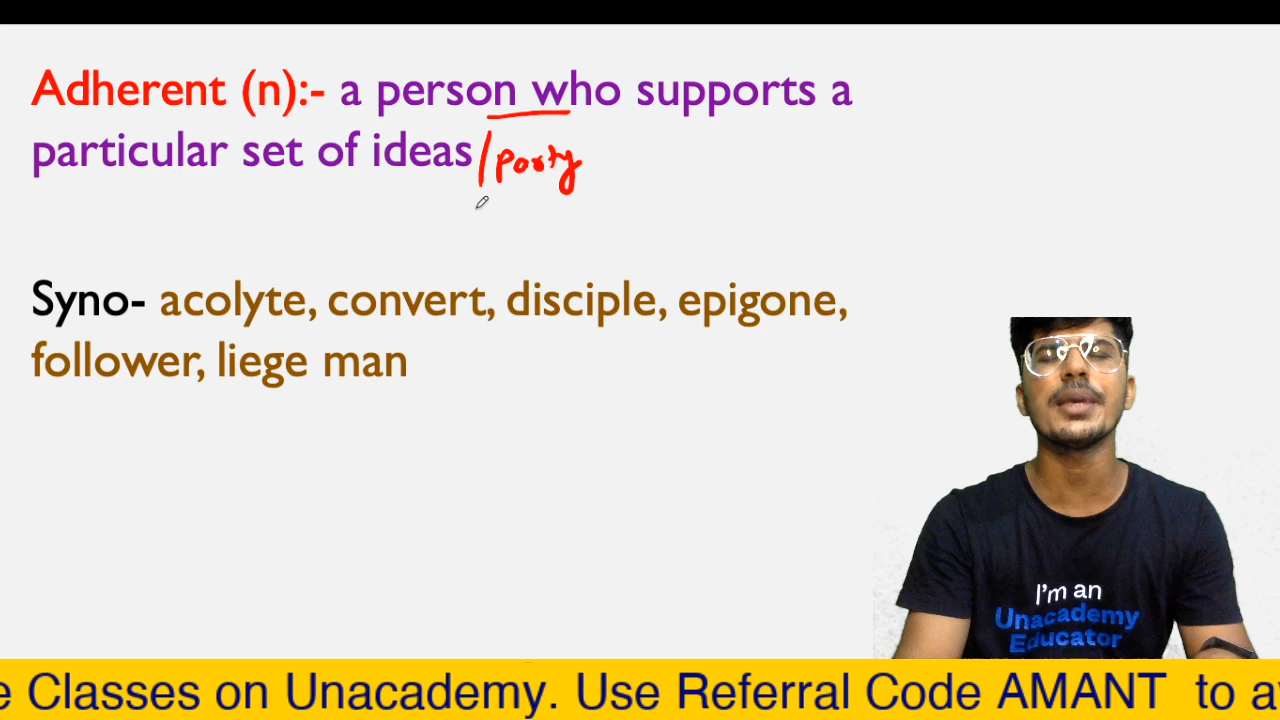 Adherent (n):- a person who supports a
particular set of ideas/party
Syno- acolyte, convert, disciple, epigone,
follower, liege man
I'm an
Unacademy
Educator
e Classes on Unacademy. Use Referral Code AMANT to av